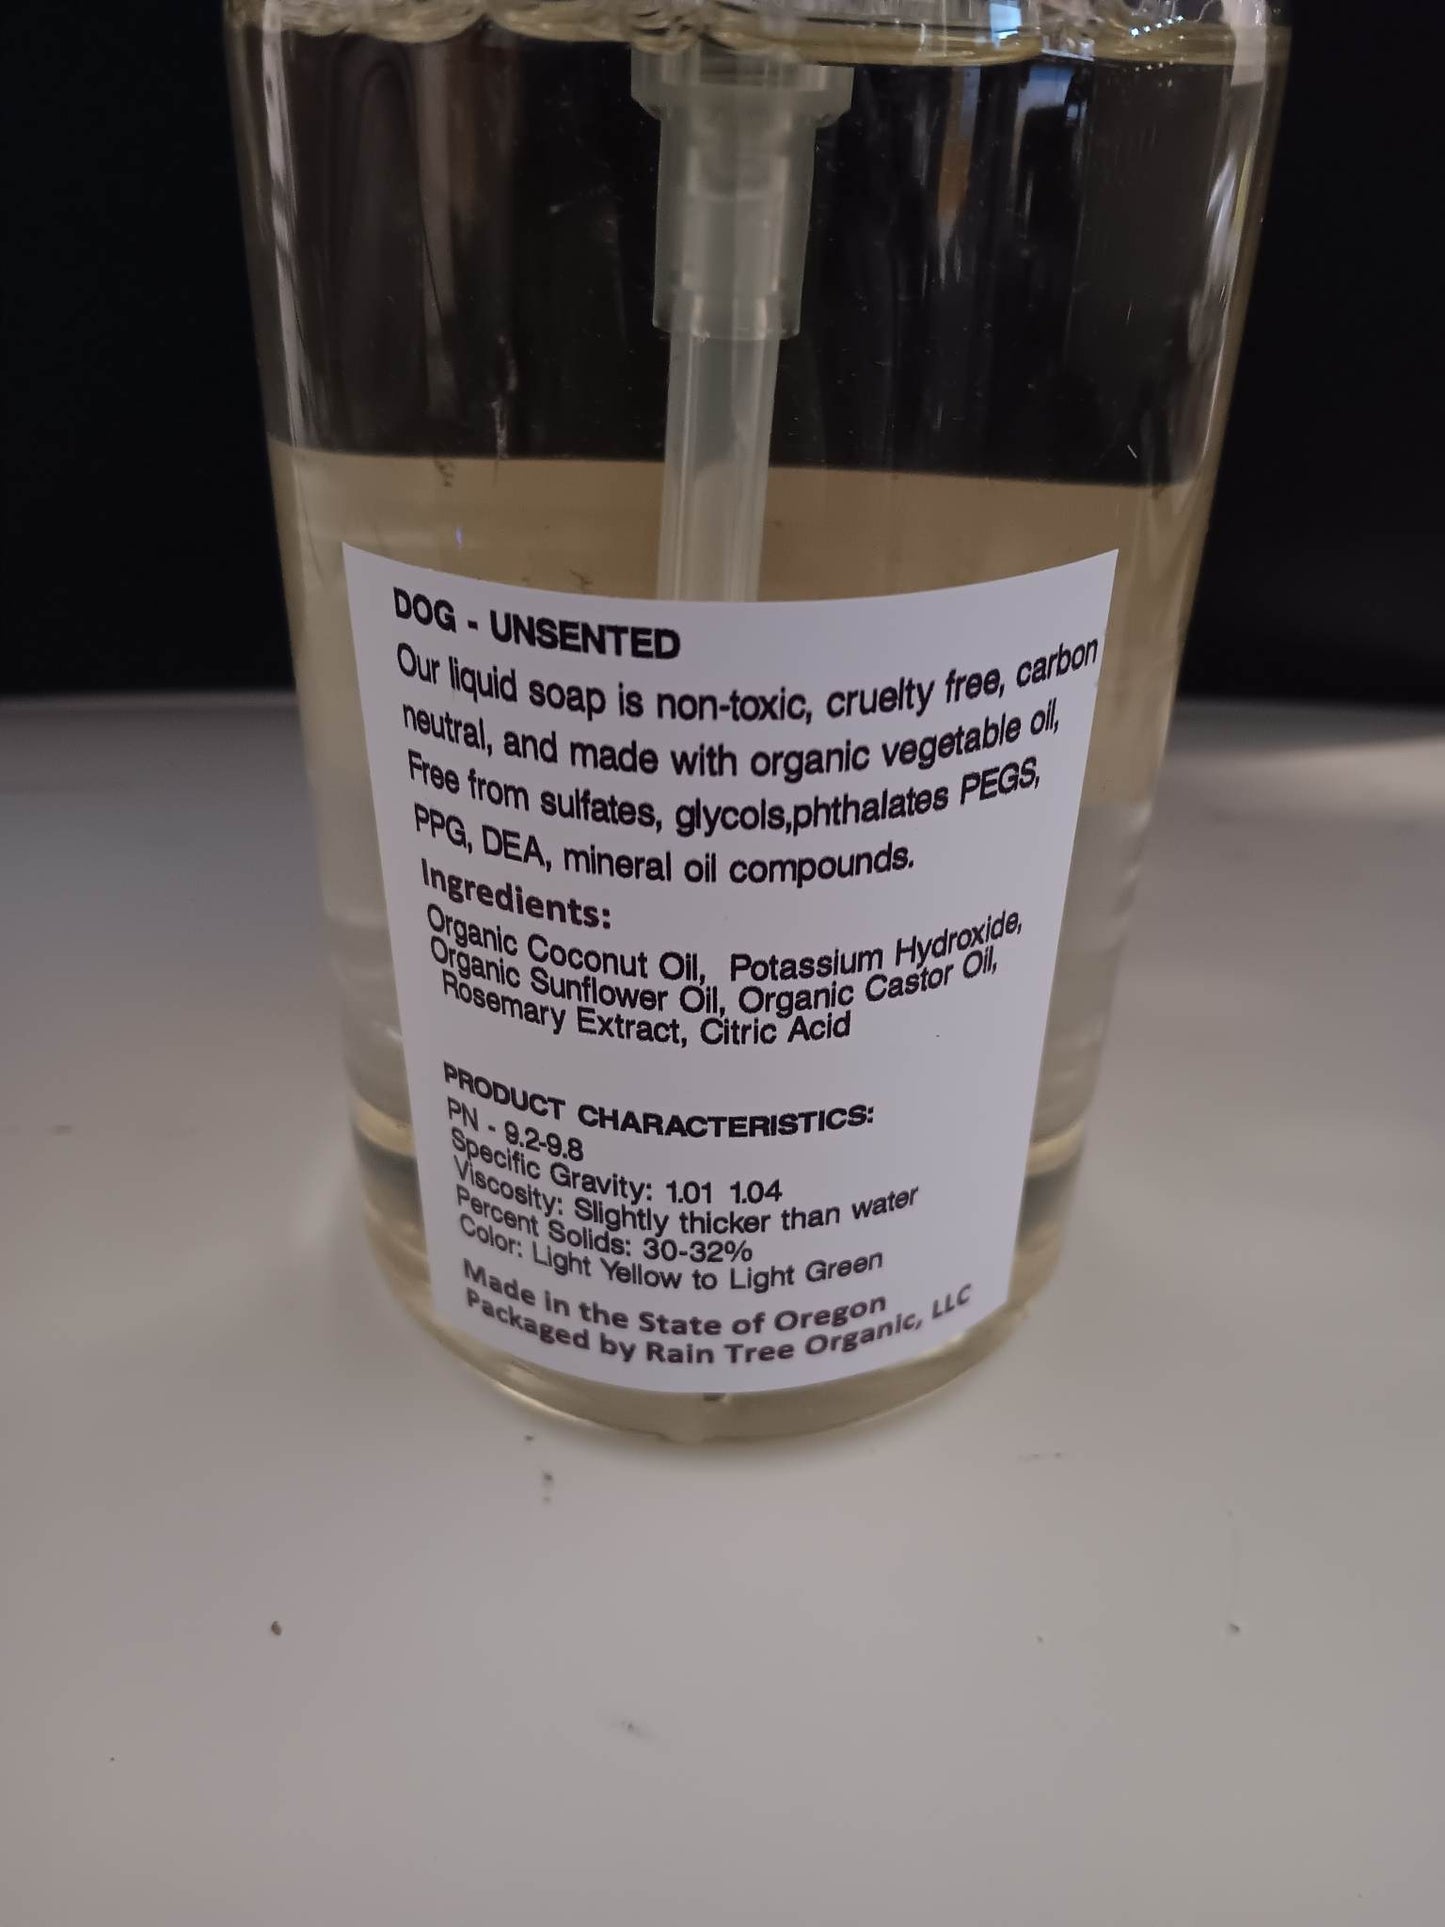 DOG - UNSENTED
Our liquid soap is non-toxic, cruelty free, carbon
neutral, and made with organic vegetable oil,
Free from sulfates, glycols,phthalates PEGS,
PPG, DEA, mineral oil compounds.
Ingredients:
Organic Coconut Oil, Potassium Hydroxide,
Organic Sunflower Oil, Organic Castor Oil,
Rosemary Extract, Citric Acid
PRODUCT CHARACTERISTICS:
PN - 9.2-9.8
Specific Gravity: 1.01 1.04
Viscosity: Slightly thicker than water
Percent Solids: 30-32%
Color: Light Yellow to Light Green
Made in the State of Oregon
Packaged by Rain Tree Organic, LLC